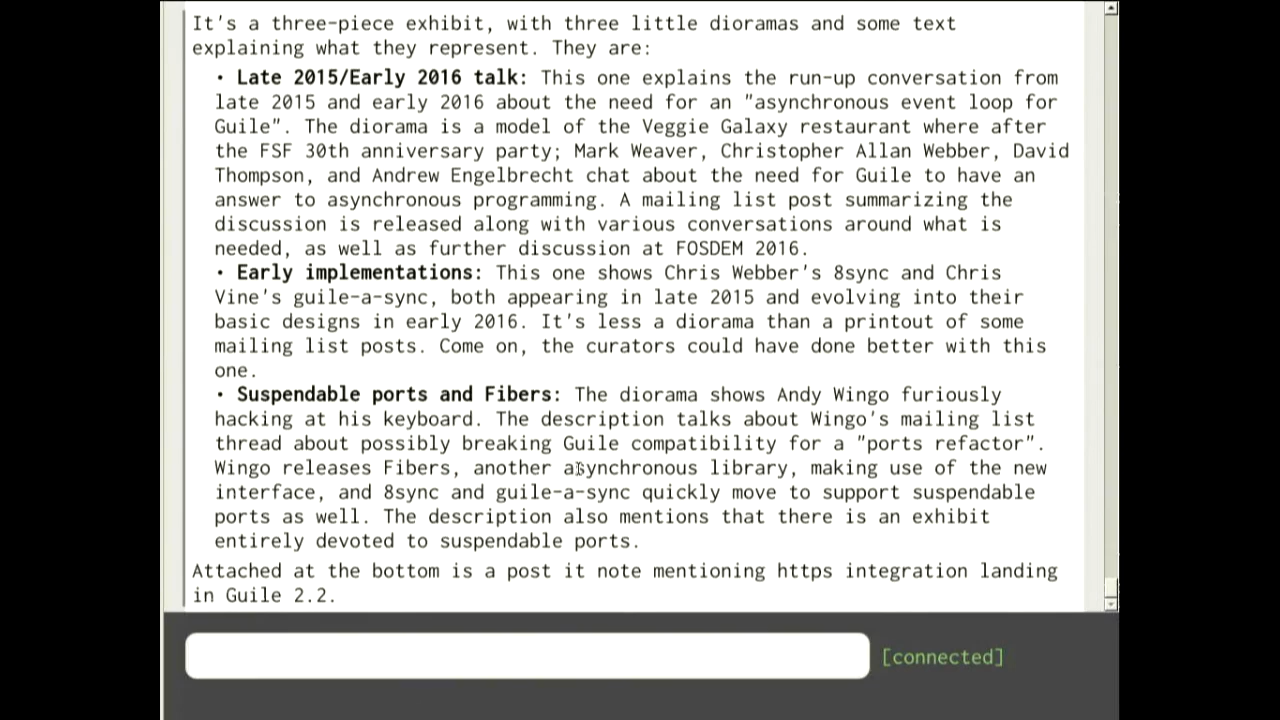 It's a three-piece exhibit, with three little dioramas and some text
explaining what they represent. They are:
• Late 2015/Early 2016 talk: This one explains the run-up conversation from
late 2015 and early 2016 about the need for an "asynchronous event loop for
Guile". The diorama is a model of the Veggie Galaxy restaurant where after
the FSF 30th anniversary party; Mark Weaver, Christopher Allan Webber, David
Thompson, and Andrew Engelbrecht chat about the need for Guile to have an
answer to asynchronous programming. A mailing list post summarizing the
discussion is released along with various conversations around what is
needed, as well as further discussion at FOSDEM 2016.
• Early implementations: This one shows Chris Webber's 8sync and Chris
Vine's guile-a-sync, both appearing in late 2015 and evolving into their
basic designs in early 2016. It's less a diorama than a printout of some
mailing list posts. Come on, the curators could have done better with this
one.
• Suspendable ports and Fibers: The diorama shows Andy Wingo furiously
hacking at his keyboard. The description talks about Wingo's mailing list
thread about possibly breaking Guile compatibility for a "ports refactor".
Wingo releases Fibers, another asynchronous library, making use of the new
interface, and 8sync and guile-a-sync quickly move to support suspendable
ports as well. The description also mentions that there is an exhibit
entirely devoted to suspendable ports.
Attached at the bottom is a post it note mentioning https integration landing
in Guile 2.2.
[connected]